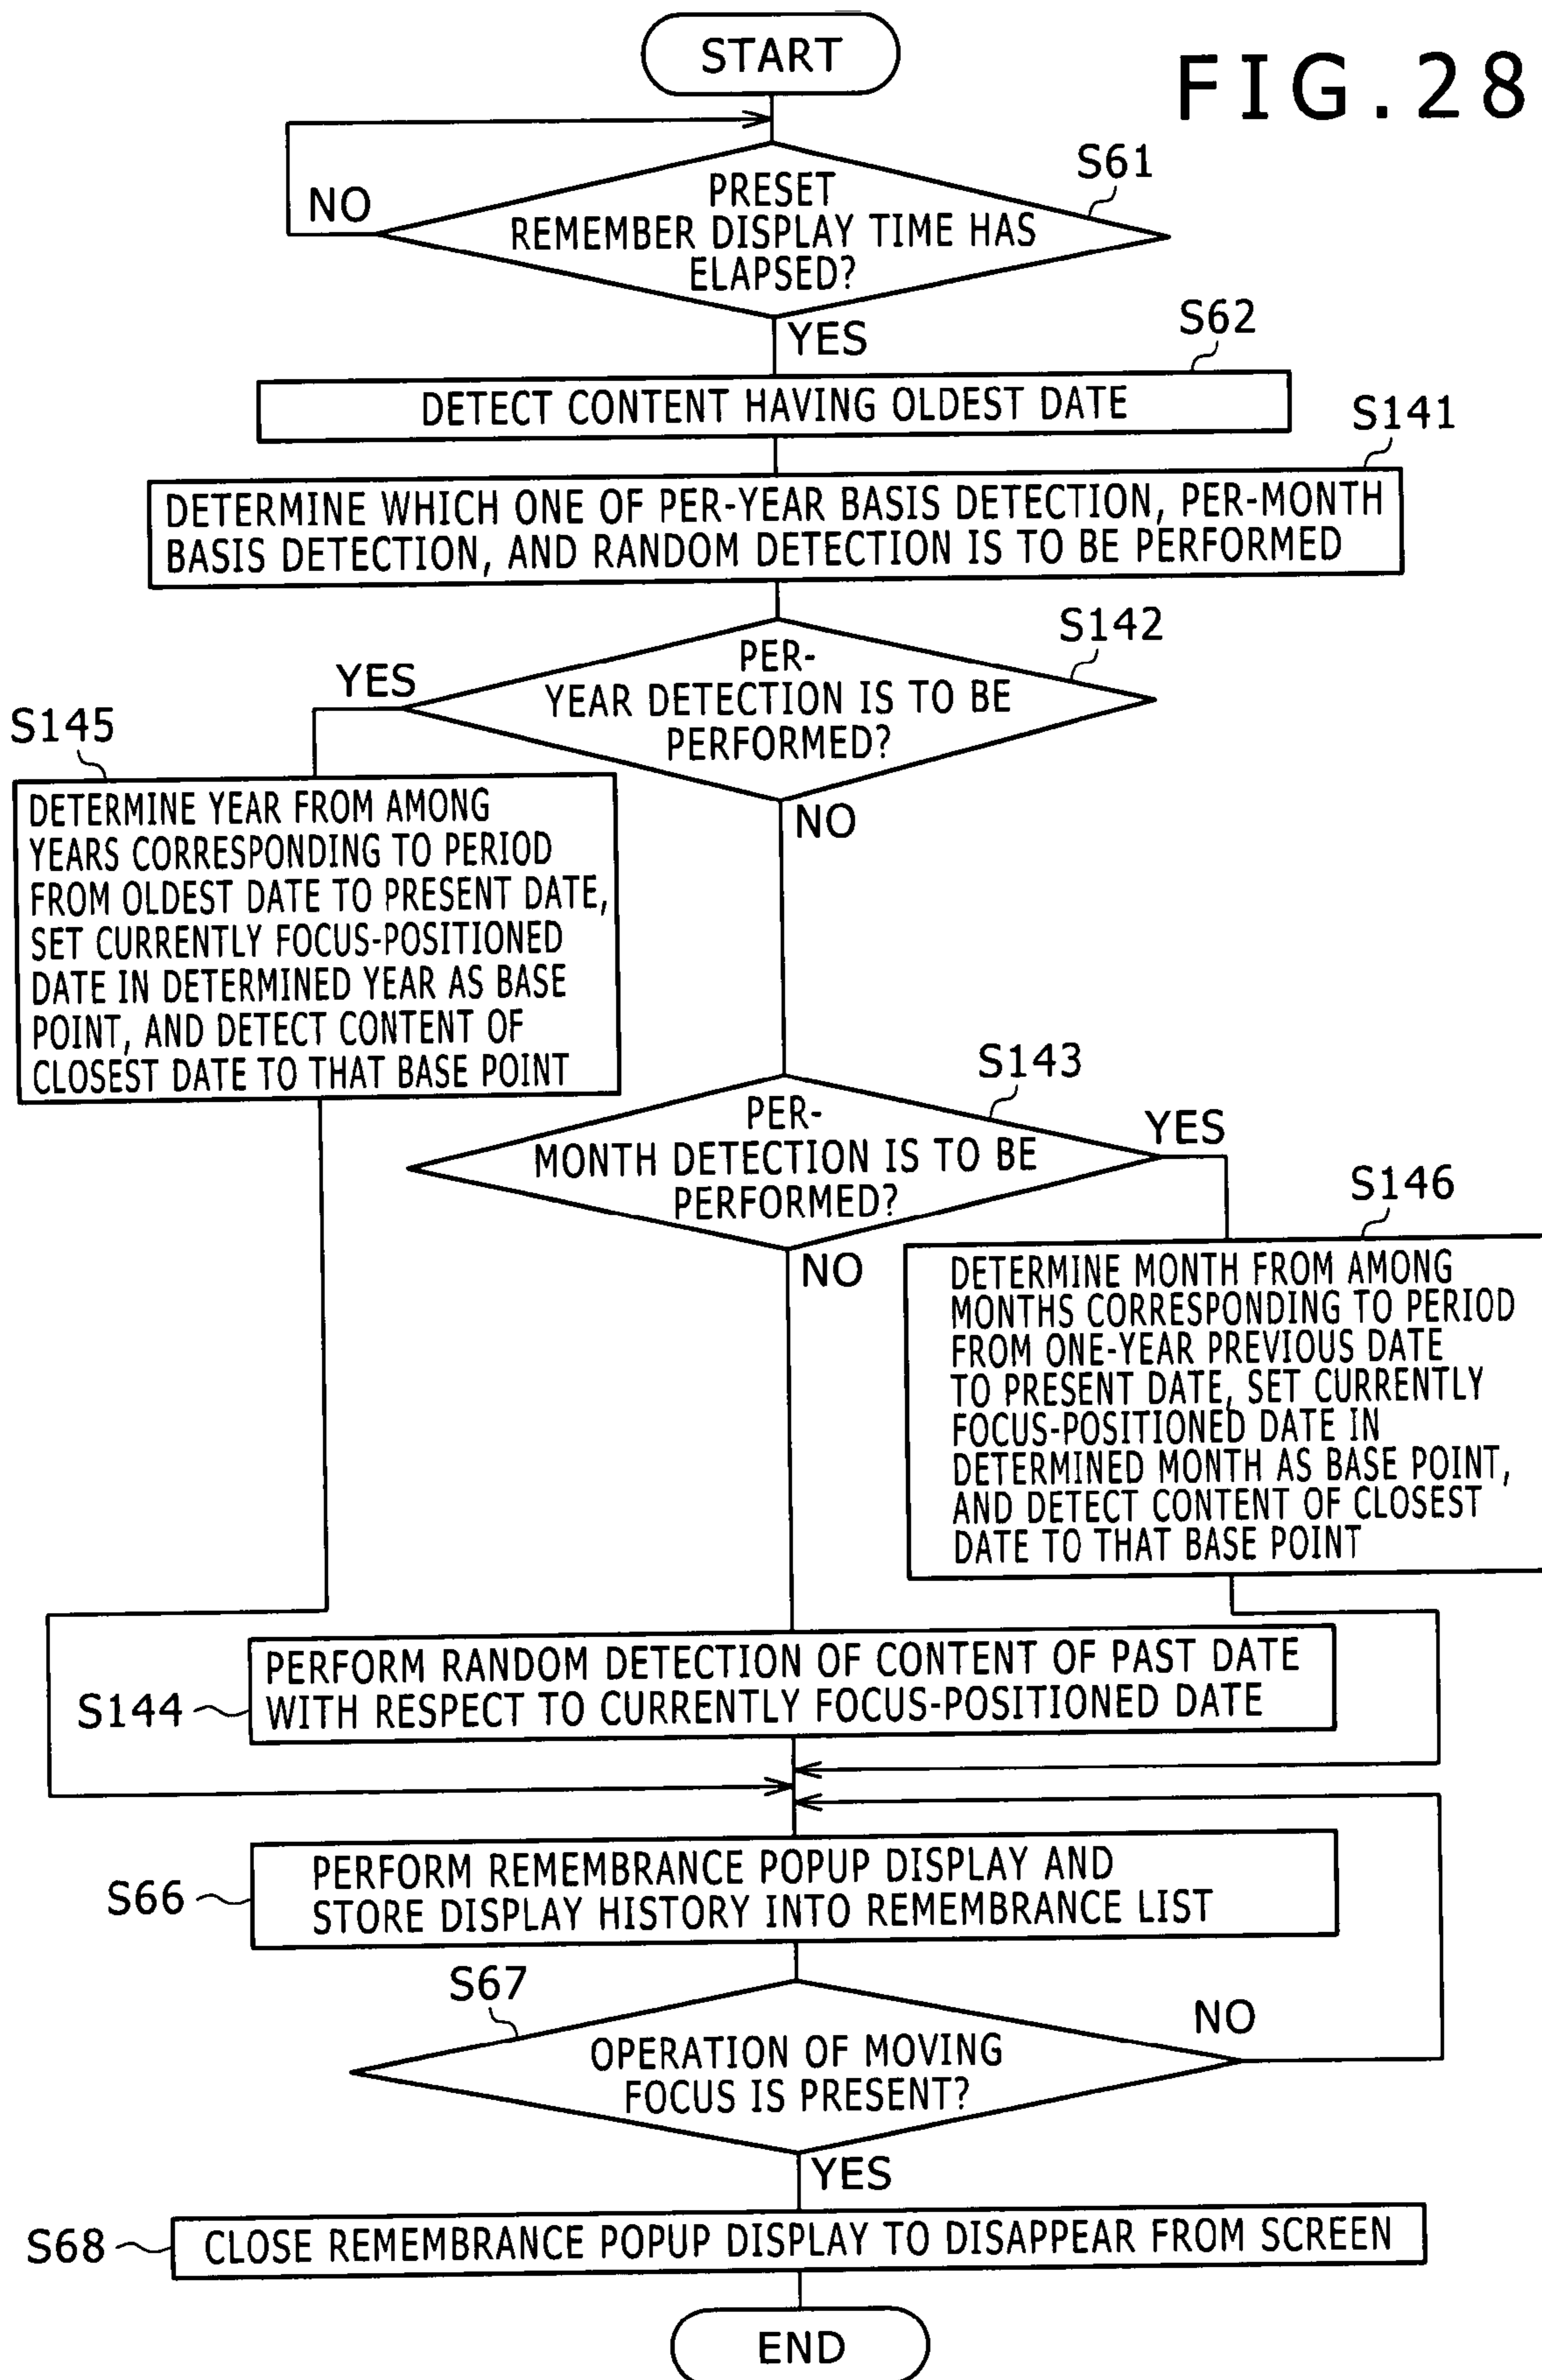 START
FIG.28
S61
NO
PRESET
REMEMBER DISPLAY TIME HAS
ELAPSED?
YES
S62
DETECT CONTENT HAVING OLDEST DATE
S141
DETERMINE WHICH ONE OF PER-YEAR BASIS DETECTION, PER-MONTH
BASIS DETECTION, AND RANDOM DETECTION IS TO BE PERFORMED
S142
YES
PER-
YEAR DETECTION IS TO BE
PERFORMED?
NO
S145
DETERMINE YEAR FROM AMONG
YEARS CORRESPONDING TO PERIOD
FROM OLDEST DATE TO PRESENT DATE,
SET CURRENTLY FOCUS-POSITIONED
DATE IN DETERMINED YEAR AS BASE
POINT, AND DETECT CONTENT OF
CLOSEST DATE TO THAT BASE POINT
S143
PER-
MONTH DETECTION IS TO BE
PERFORMED?
YES
NO
S146
DETERMINE MONTH FROM AMONG
MONTHS CORRESPONDING TO PERIOD
FROM ONE-YEAR PREVIOUS DATE
TO PRESENT DATE, SET CURRENTLY
FOCUS-POSITIONED DATE IN
DETERMINED MONTH AS BASE POINT,
AND DETECT CONTENT OF CLOSEST
DATE TO THAT BASE POINT
S144
PERFORM RANDOM DETECTION OF CONTENT OF PAST DATE
WITH RESPECT TO CURRENTLY FOCUS-POSITIONED DATE
S66
PERFORM REMEMBRANCE POPUP DISPLAY AND
STORE DISPLAY HISTORY INTO REMEMBRANCE LIST
S67
OPERATION OF MOVING
FOCUS IS PRESENT?
NO
YES
S68
CLOSE REMEMBRANCE POPUP DISPLAY TO DISAPPEAR FROM SCREEN
END